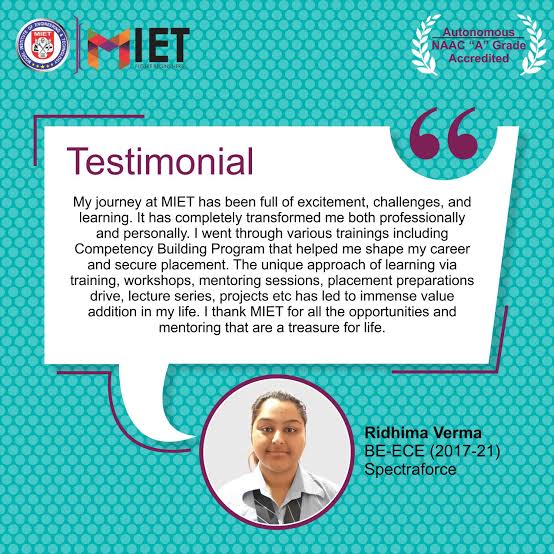 MIET
MIET
Autonomous
NAAC “A” Grade
Accredited
Testimonial
My journey at MIET has been full of excitement, challenges, and
learning. It has completely transformed me both professionally
and personally. I went through various trainings including
Competency Building Program that helped me shape my career
and secure placement. The unique approach of learning via
training, workshops, mentoring sessions, placement preparations
drive, lecture series, projects etc has led to immense value
addition in my life. I thank MIET for all the opportunities and
mentoring that are a treasure for life.
Ridhima Verma
BE-ECE (2017-21)
Spectraforce